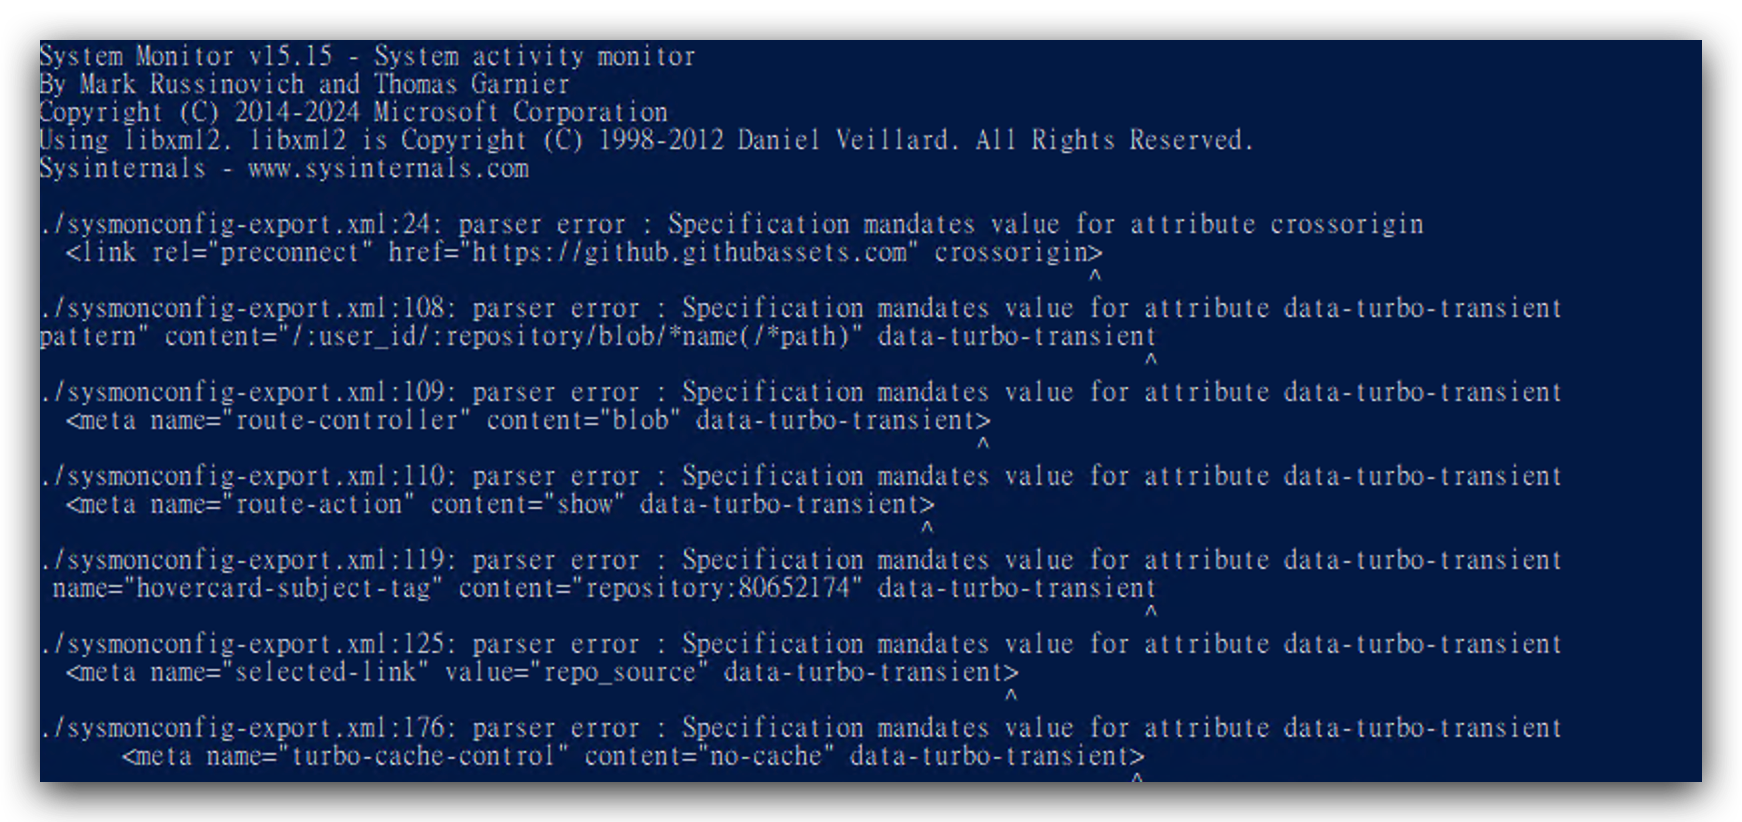 System Monitor v15.15 - System activity monitor
By Mark Russinovich and Thomas Garnier
Copyright (C) 2014-2024 Microsoft Corporation
Using libxml2. libxml2 is Copyright (C) 1998-2012 Daniel Veillard. All Rights Reserved.
Sysinternals - www.sysinternals.com
./sysmonconfig-export.xml:24: parser error : Specification mandates value for attribute crossorigin
<link rel="preconnect" href="https://github.githubassets.com" crossorigin>
^
./sysmonconfig-export.xml:108: parser error : Specification mandates value for attribute data-turbo-transient
pattern" content="/:user_id/:repository/blob/*name(/*path)" data-turbo-transient
^
./sysmonconfig-export.xml:109: parser error : Specification mandates value for attribute data-turbo-transient
<meta name="route-controller" content="blob" data-turbo-transient>
^
./sysmonconfig-export.xml:110: parser error : Specification mandates value for attribute data-turbo-transient
<meta name="route-action" content="show" data-turbo-transient>
^
./sysmonconfig-export.xml:119: parser error : Specification mandates value for attribute data-turbo-transient
name="hovercard-subject-tag" content="repository:80652174" data-turbo-transient
^
./sysmonconfig-export.xml:125: parser error : Specification mandates value for attribute data-turbo-transient
<meta name="selected-link" value="repo_source" data-turbo-transient>
^
./sysmonconfig-export.xml:176: parser error : Specification mandates value for attribute data-turbo-transient
<meta name="turbo-cache-control" content="no-cache" data-turbo-transient>
^